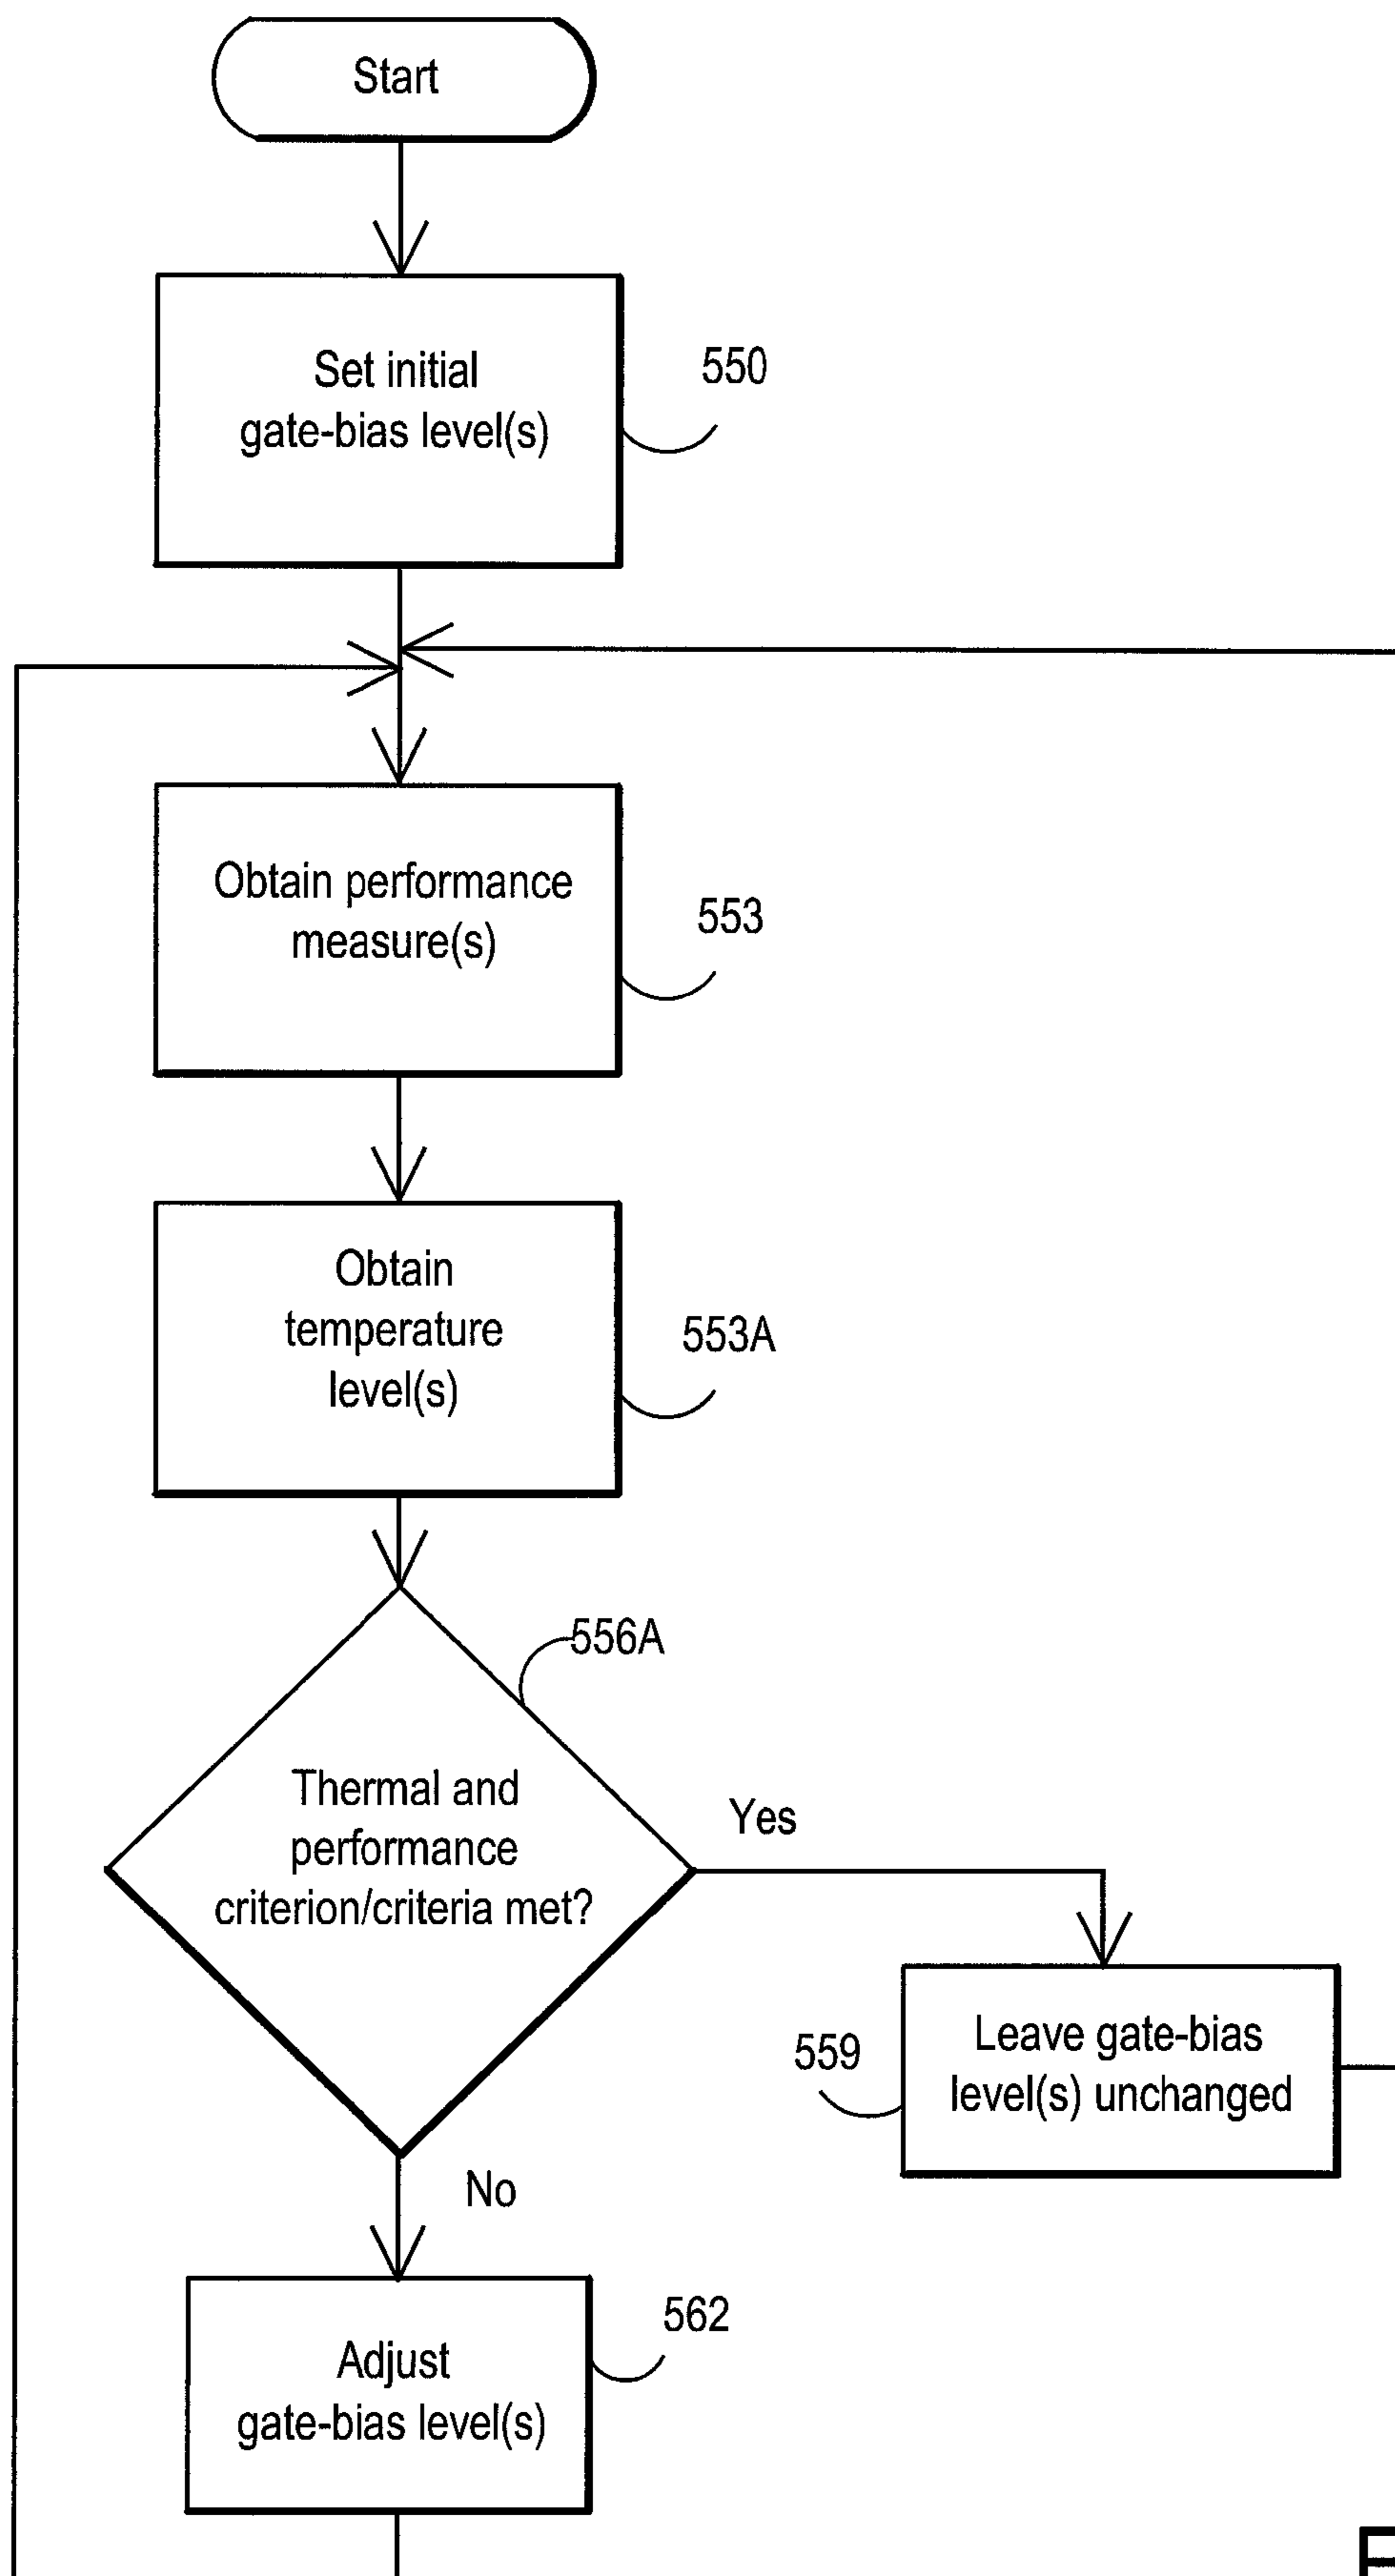 Start
Set initial
gate-bias level(s)
550
Obtain performance
measure(s)
553
Obtain
temperature
level(s)
553A
556A
Thermal and
performance
criterion/criteria met?
Yes
Leave gate-bias
level(s) unchanged
559
No
Adjust
gate-bias level(s)
562